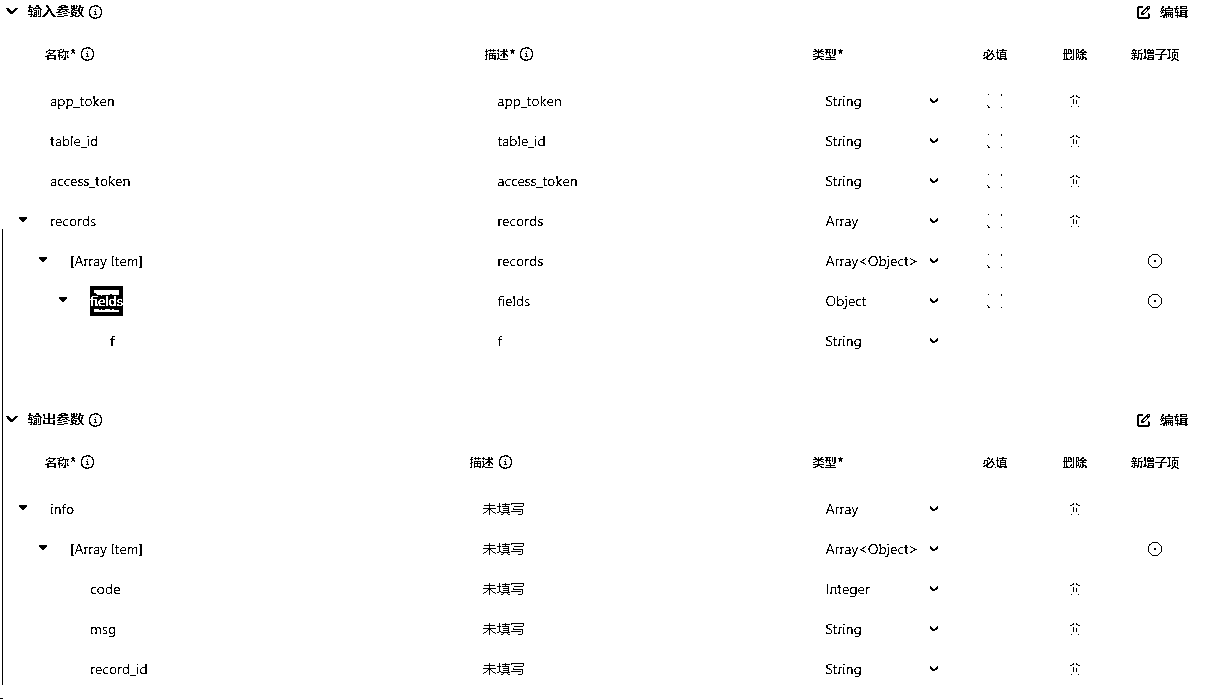 输入参数 编辑
名称* 描述* 类型* 必填 删除 新增子项
app_token app_token String
table_id table_id String
access_token access_token String
records records Array
[Array Item] records Array<Object>
fields fields Object
f f String
输出参数 编辑
名称* 描述 类型* 必填 删除 新增子项
info 未填写 Array
[Array Item] 未填写 Array<Object>
code 未填写 Integer
msg 未填写 String
record_id 未填写 String